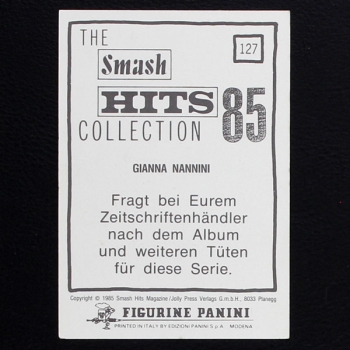 THE
127
Smash
HITS 85
COLLECTION
GIANNA NANNINI
Fragt bei Eurem
Zeitschriftenhändler
nach dem Album
und weiteren Tüten
für diese Serie.
Copyright © 1985 Smash Hits Magazine/Jolly Press Verlags G.m.b.H., 8033 Planegg
FIGURINE PANINI
PRINTED IN ITALY BY EDIZIONI PANINI S.p.A. MODENA